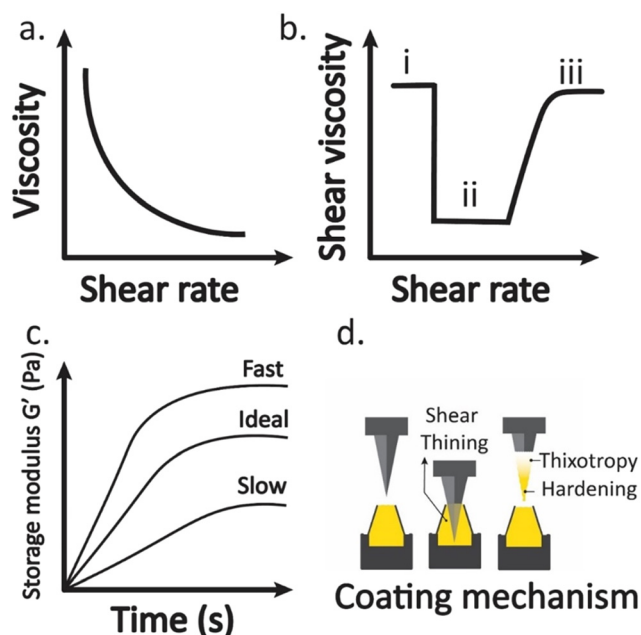 a.
Viscosity
Shear rate
b.
Shear viscosity
i
ii
iii
Shear rate
c.
Storage modulus G' (Pa)
Fast
Ideal
Slow
Time (s)
d.
Shear
Thining
Thixotropy
Hardening
Coating mechanism